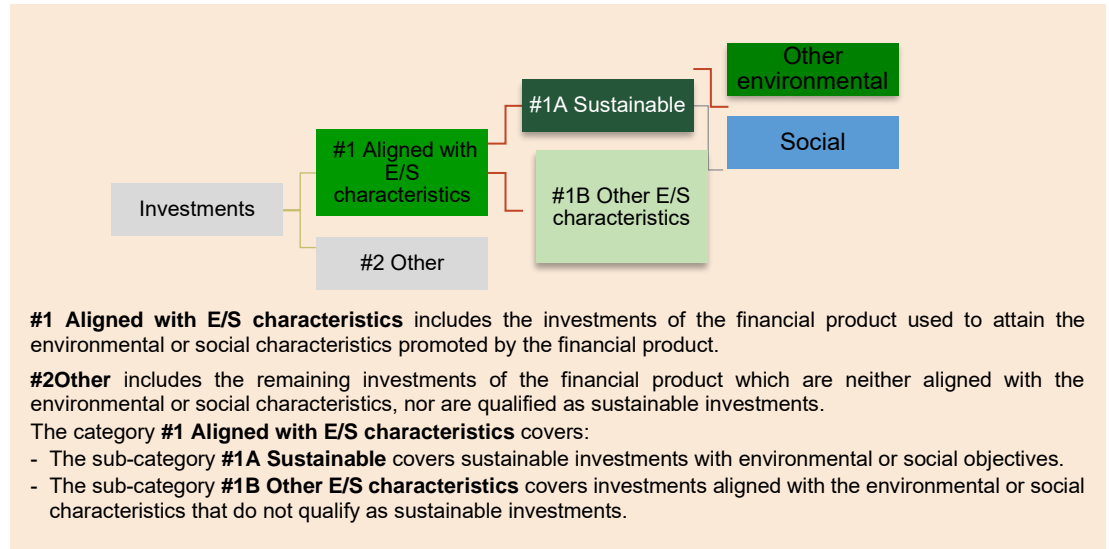 Other
environmental
#1A Sustainable
Social
#1 Aligned with
E/S
characteristics
#1B Other E/S
characteristics
Investments
#2 Other
#1 Aligned with E/S characteristics includes the investments of the financial product used to attain the
environmental or social characteristics promoted by the financial product.
#2Other includes the remaining investments of the financial product which are neither aligned with the
environmental or social characteristics, nor are qualified as sustainable investments.
The category #1 Aligned with E/S characteristics covers:
- The sub-category #1A Sustainable covers sustainable investments with environmental or social objectives.
- The sub-category #1B Other E/S characteristics covers investments aligned with the environmental or social
characteristics that do not qualify as sustainable investments.